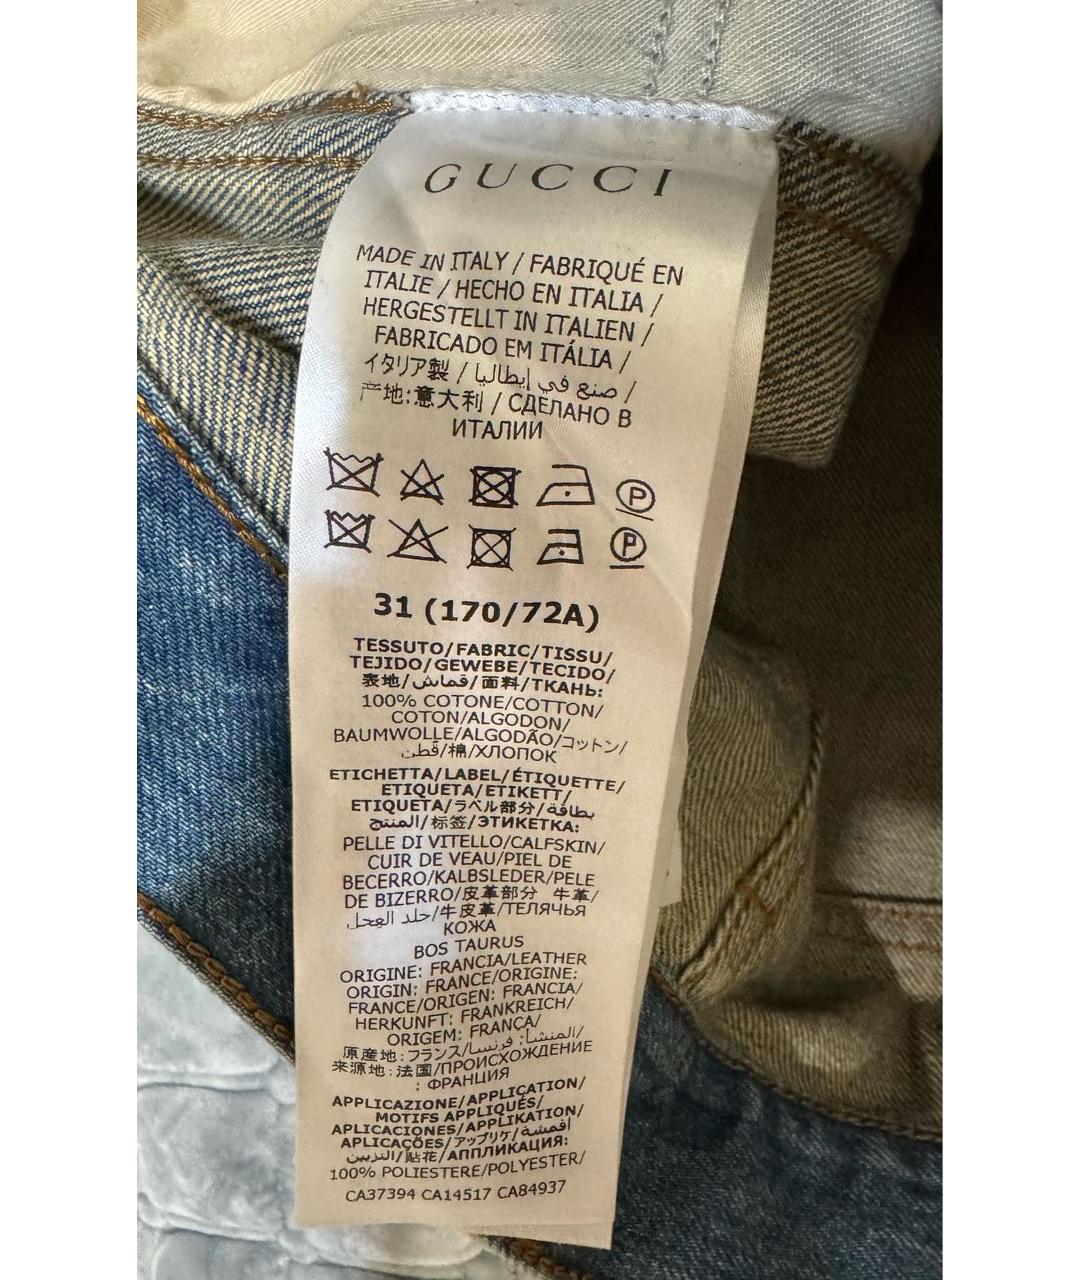 GUCCI
MADE IN ITALY / FABRIQUÉ EN
ITALIE / HECHO EN ITALIA /
HERGESTELLT IN ITALIEN /
FABRICADO EM ITÁLIA /
イタリア製 / صنع في إيطاليا /
产地:意大利 / СДЕЛАНО В
ИТАЛИИ
P
P
31 (170/72A)
TESSUTO/FABRIC/TISSU/
TEJIDO/GEWEBE/TECIDO/
表地/قماش/面料/ТКАНЬ:
100% COTONE/COTTON/
COTON/ALGODON/
BAUMWOLLE/ALGODÃO/コットン/
قطن/棉/ХЛОПОК
ETICHETTA/LABEL/ÉTIQUETTE/
ETIQUETA/ETIKETT/
ETIQUETA/ラベル部分/بطاقة
المنتج/标签/ЭТИКЕТКА:
PELLE DI VITELLO/CALFSKIN/
CUIR DE VEAU/PIEL DE
BECERRO/KALBSLEDER/PELE
DE BIZERRO/皮革部分 牛革/
جلد العجل/牛皮革/ТЕЛЯЧЬЯ
КОЖА
BOS TAURUS
ORIGINE: FRANCIA/LEATHER
ORIGIN: FRANCE/ORIGINE:
FRANCE/ORIGEN: FRANCIA/
HERKUNFT: FRANKREICH/
ORIGEM: FRANÇA/
原産地:フランス/المنشأ: فرنسا/
来源地:法国/ПРОИСХОЖДЕНИЕ
: ФРАНЦИЯ
APPLICAZIONE/APPLICATION/
MOTIFS APPLIQUÉS/
APLICACIONES/APPLIKATION/
APLICAÇÕES/アップリケ/أقمشة
التزيين/貼花/АППЛИКАЦИЯ:
100% POLIESTERE/POLYESTER/
CA37394 CA14517 CA84937